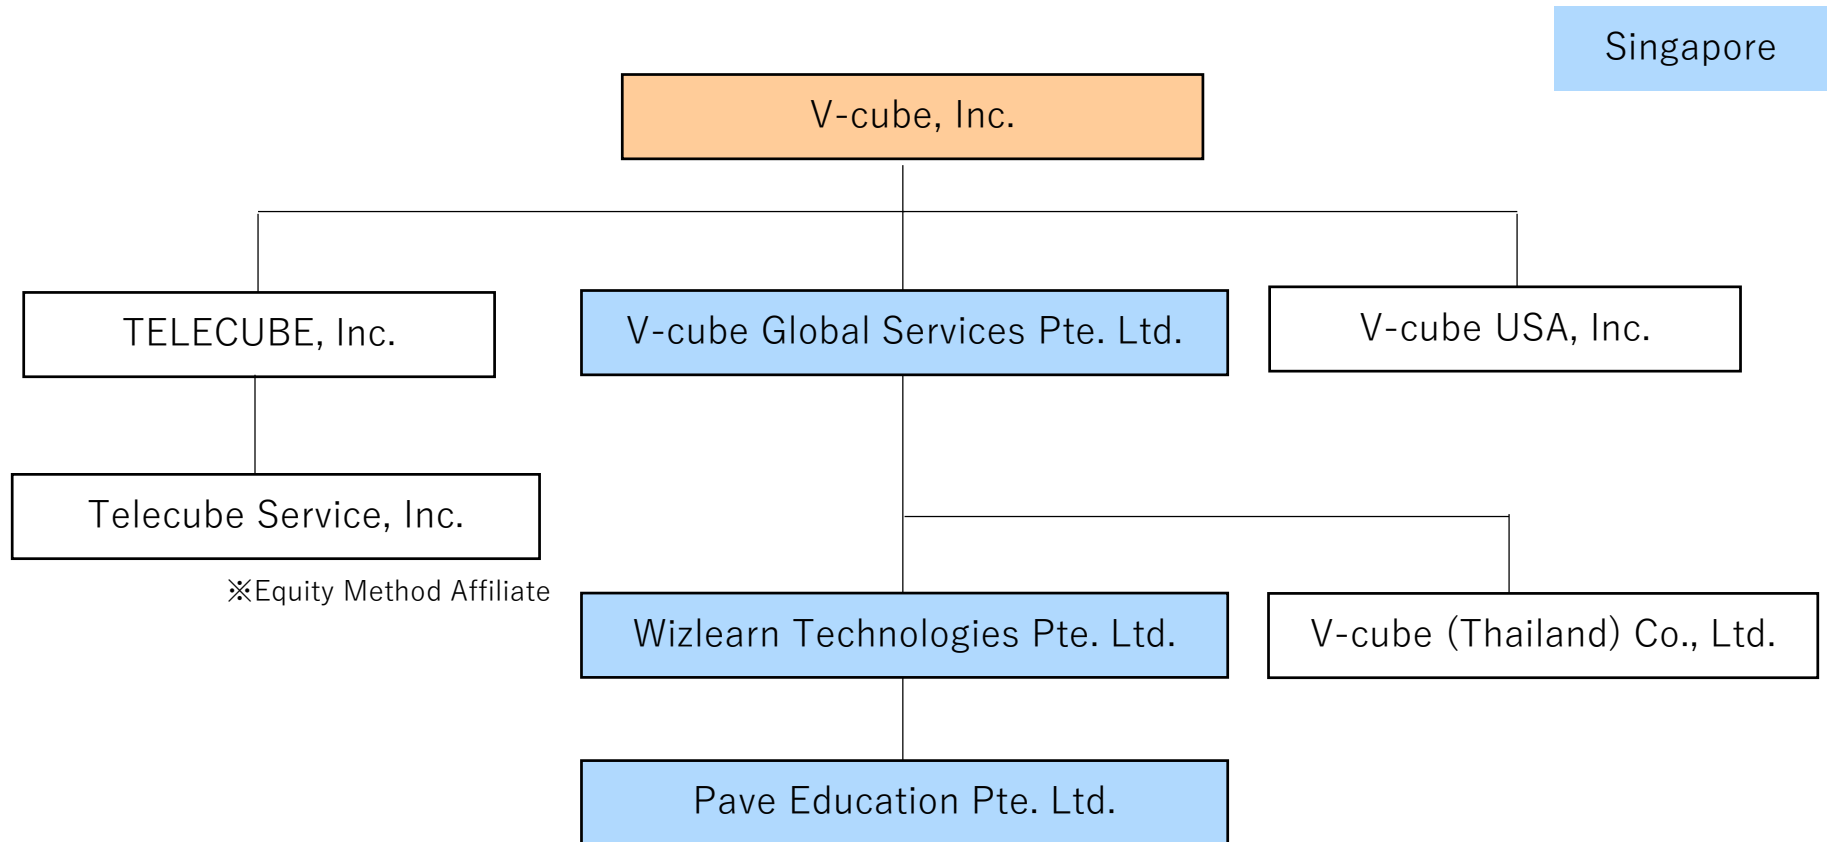 Singapore
V-cube, Inc.
TELECUBE, Inc.
V-cube Global Services Pte. Ltd.
V-cube USA, Inc.
Telecube Service, Inc.
※Equity Method Affiliate
Wizlearn Technologies Pte. Ltd.
V-cube (Thailand) Co., Ltd.
Pave Education Pte. Ltd.